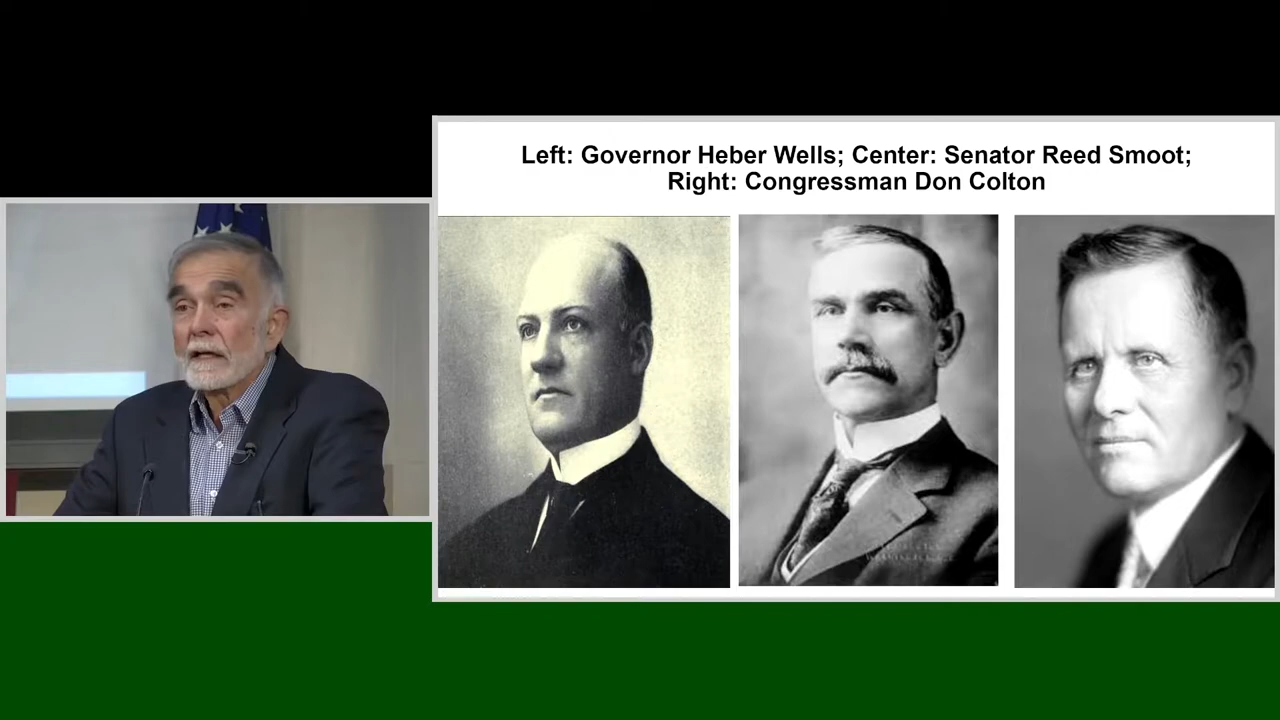 Left: Governor Heber Wells; Center: Senator Reed Smoot;
Right: Congressman Don Colton